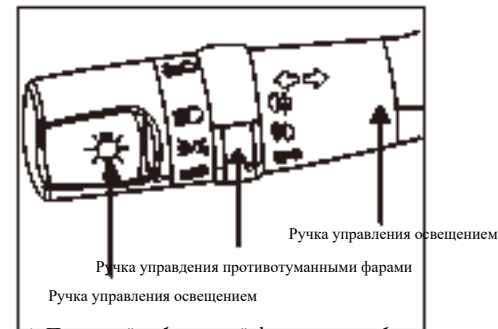 Ручка управления освещением
Ручка управдения противотуманными фарами
Ручка управления освещением